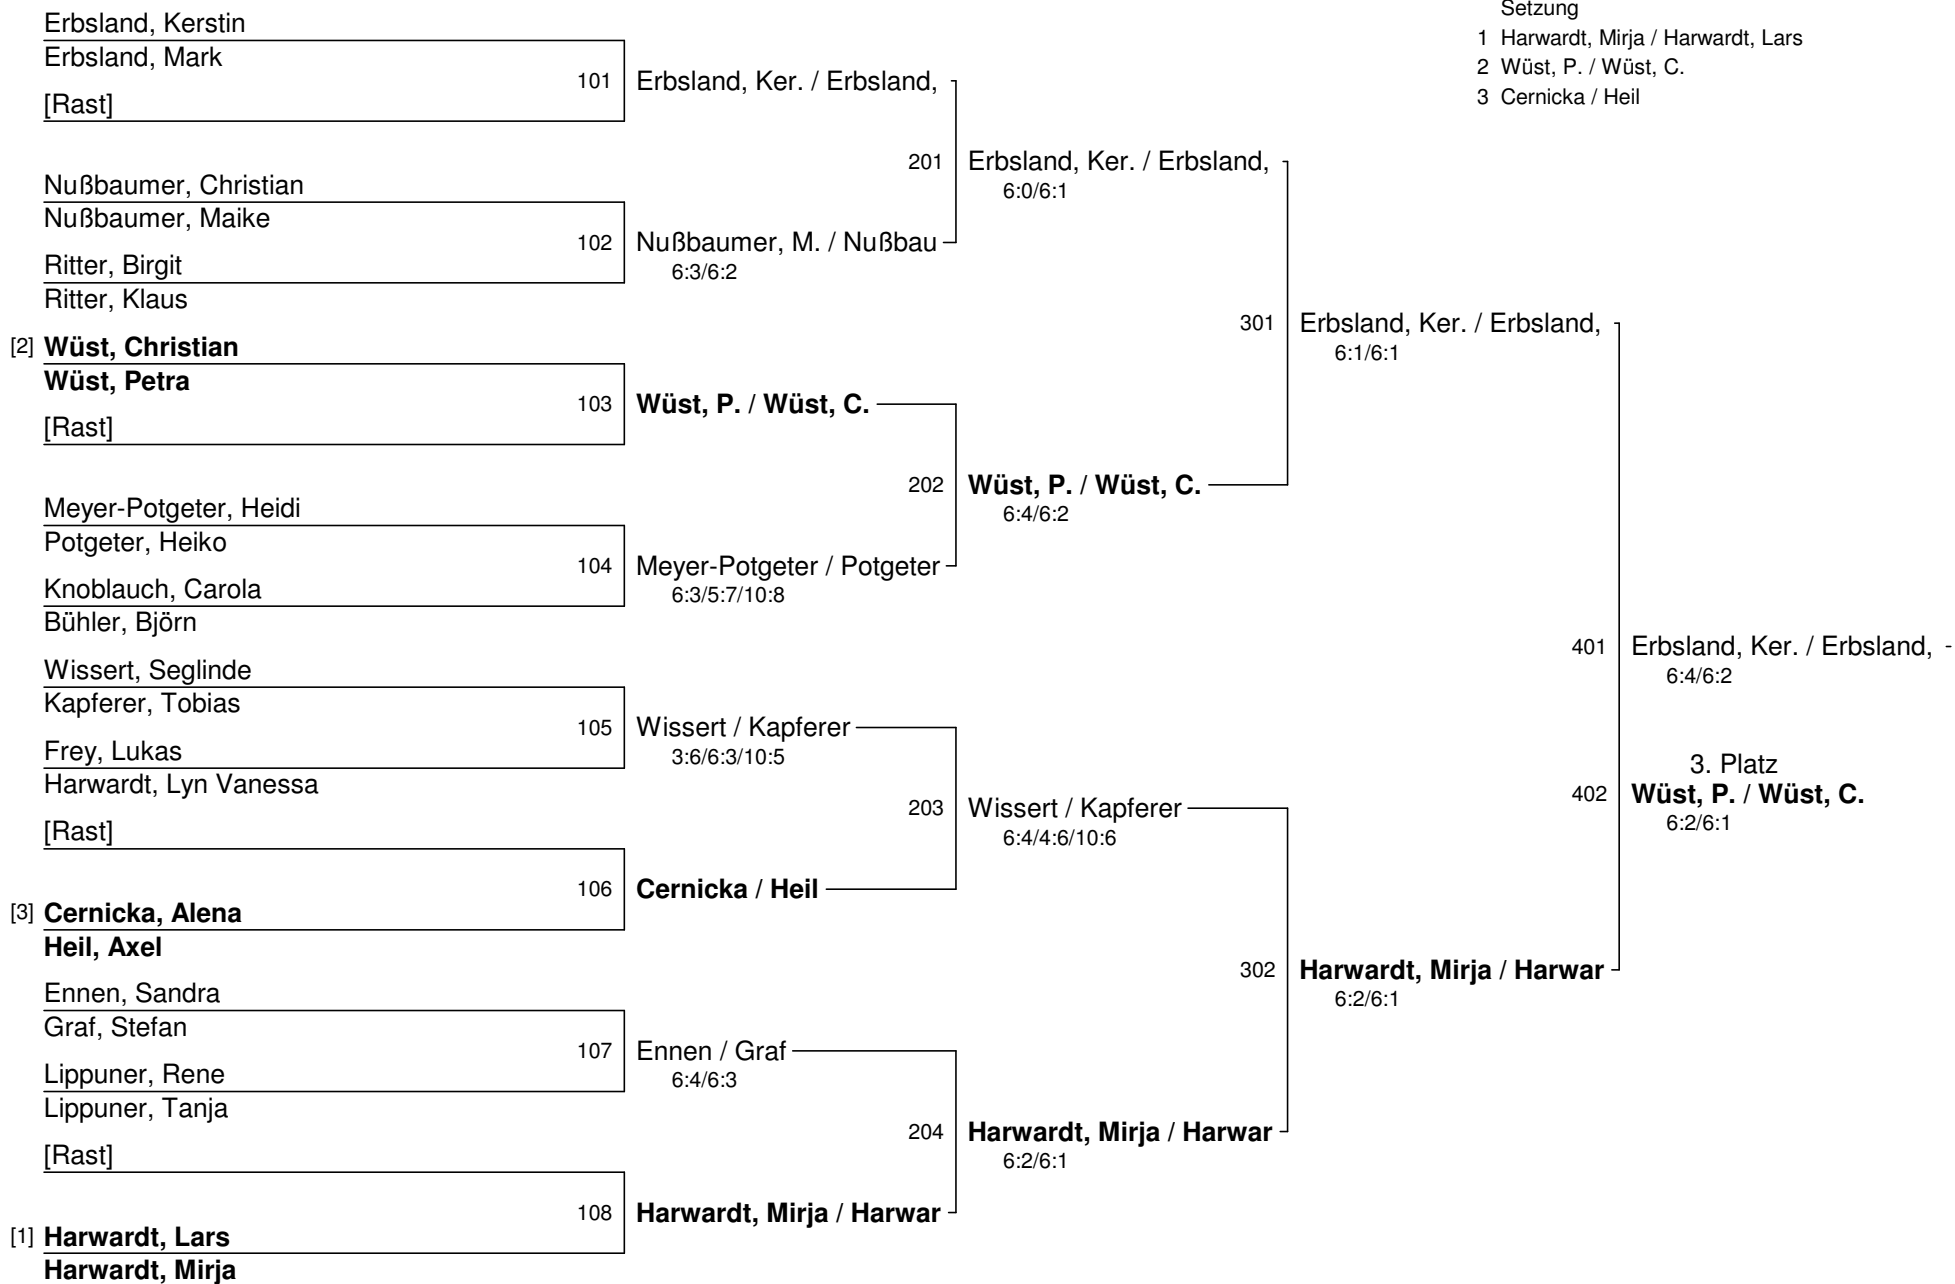 Setzung
1 Harwardt, Mirja / Harwardt, Lars
2 Wüst, P. / Wüst, C.
3 Cernicka / Heil
Erbsland, Kerstin
Erbsland, Mark
101 Erbsland, Ker. / Erbsland,
[Rast]
201 Erbsland, Ker. / Erbsland,
6:0/6:1
Nußbaumer, Christian
Nußbaumer, Maike
102 Nußbaumer, M. / Nußbau
6:3/6:2
Ritter, Birgit
Ritter, Klaus
301 Erbsland, Ker. / Erbsland,
6:1/6:1
[2] Wüst, Christian
Wüst, Petra
103 Wüst, P. / Wüst, C.
[Rast]
202 Wüst, P. / Wüst, C.
6:4/6:2
Meyer-Potgeter, Heidi
Potgeter, Heiko
104 Meyer-Potgeter / Potgeter
6:3/5:7/10:8
Knoblauch, Carola
Bühler, Björn
401 Erbsland, Ker. / Erbsland, -
6:4/6:2
Wissert, Seglinde
Kapferer, Tobias
105 Wissert / Kapferer
3:6/6:3/10:5
Frey, Lukas
Harwardt, Lyn Vanessa
3. Platz
402 Wüst, P. / Wüst, C.
6:2/6:1
203 Wissert / Kapferer
6:4/4:6/10:6
[Rast]
106 Cernicka / Heil
[3] Cernicka, Alena
Heil, Axel
302 Harwardt, Mirja / Harwar
6:2/6:1
Ennen, Sandra
Graf, Stefan
107 Ennen / Graf
6:4/6:3
Lippuner, Rene
Lippuner, Tanja
204 Harwardt, Mirja / Harwar
6:2/6:1
[Rast]
108 Harwardt, Mirja / Harwar
[1] Harwardt, Lars
Harwardt, Mirja